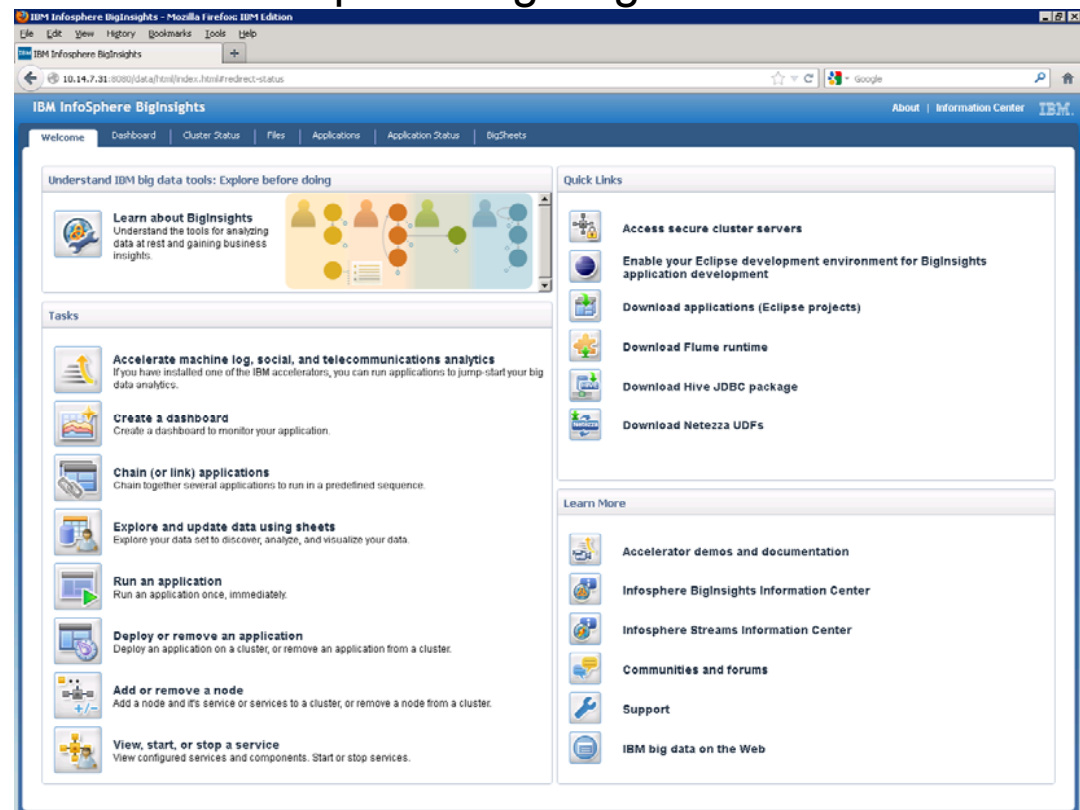 IBM Infosphere BigInsights - Mozilla Firefox: IBM Edition
File Edit View History Bookmarks Tools Help
IBM Infosphere BigInsights
10.14.7.31:8080/data/html/index.html#redirect-status
Google
IBM InfoSphere BigInsights
About | Information Center
IBM.
Welcome
Dashboard | Cluster Status | Files | Applications | Application Status | BigSheets
Understand IBM big data tools: Explore before doing
Learn about BigInsights
Understand the tools for analyzing
data at rest and gaining business
insights.
Tasks
Accelerate machine log, social, and telecommunications analytics
If you have installed one of the IBM accelerators, you can run applications to jump-start your big
data analytics.
Create a dashboard
Create a dashboard to monitor your application.
Chain (or link) applications
Chain together several applications to run in a predefined sequence.
Explore and update data using sheets
Explore your data set to discover, analyze, and visualize your data.
Run an application
Run an application once, immediately.
Deploy or remove an application
Deploy an application on a cluster, or remove an application from a cluster.
Add or remove a node
Add a node and it's service or services to a cluster, or remove a node from a cluster.
View, start, or stop a service
View configured services and components. Start or stop services.
Quick Links
Access secure cluster servers
Enable your Eclipse development environment for BigInsights
application development
Download applications (Eclipse projects)
Download Flume runtime
Download Hive JDBC package
Netezza
Download Netezza UDFs
Learn More
Accelerator demos and documentation
Infosphere BigInsights Information Center
Infosphere Streams Information Center
Communities and forums
Support
IBM big data on the Web